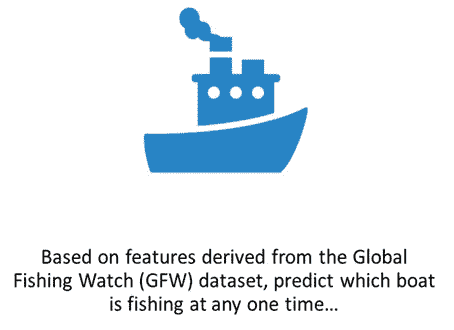 Based on features derived from the Global
Fishing Watch (GFW) dataset, predict which boat
is fishing at any one time…